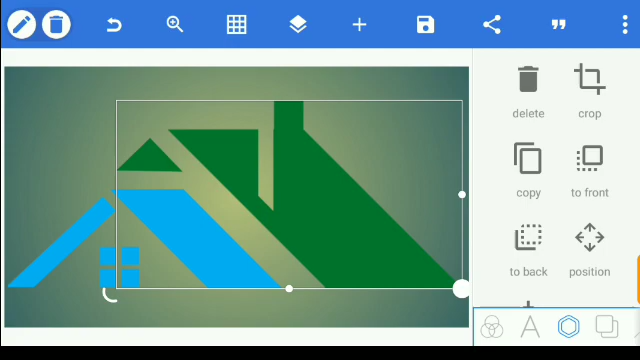 delete
crop
copy
to front
to back
position